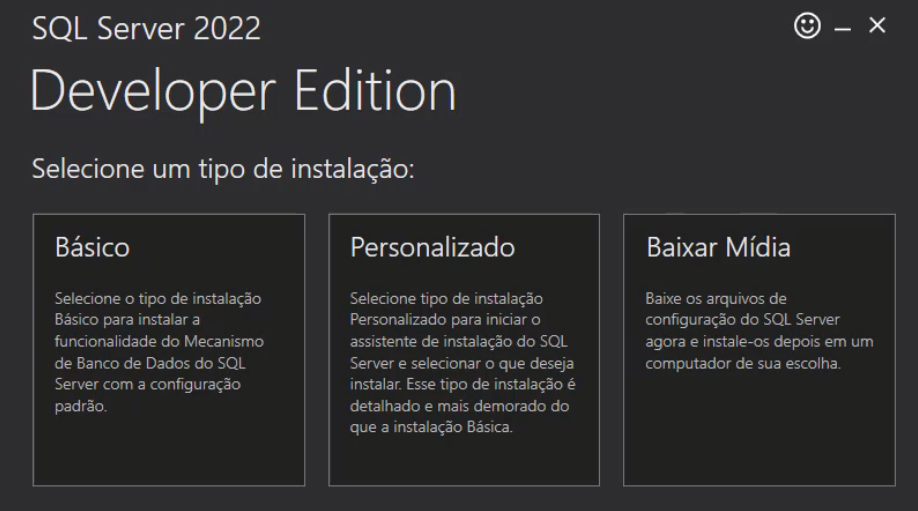 SQL Server 2022
Developer Edition
Selecione um tipo de instalação:
Básico
Selecione o tipo de instalação
Básico para instalar a
funcionalidade do Mecanismo
de Banco de Dados do SQL
Server com a configuração
padrão.
Personalizado
Selecione tipo de instalação
Personalizado para iniciar o
assistente de instalação do SQL
Server e selecionar o que deseja
instalar. Esse tipo de instalação é
detalhado e mais demorado do
que a instalação Básica.
Baixar Mídia
Baixe os arquivos de
configuração do SQL Server
agora e instale-os depois em um
computador de sua escolha.